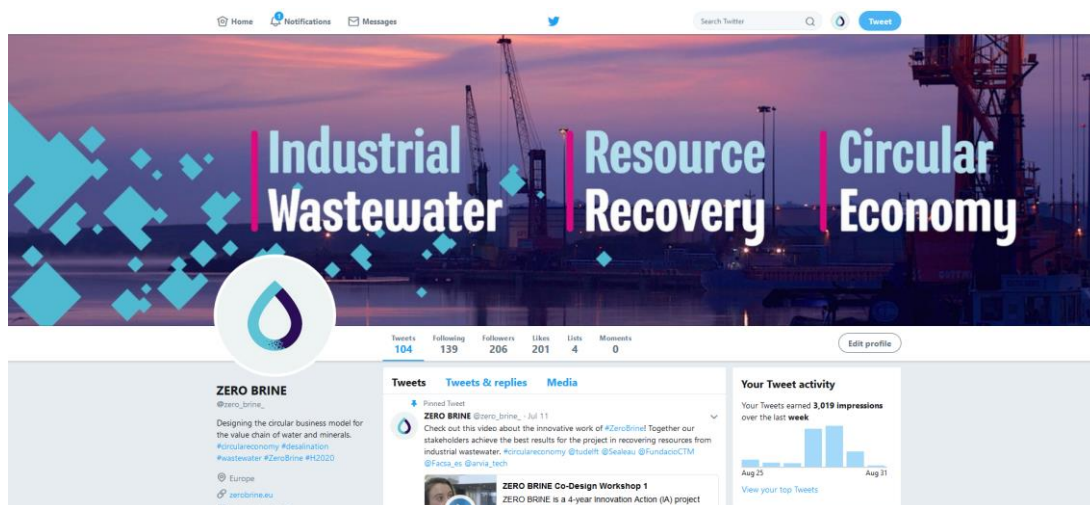 Home
1
Notifications
Messages
Search Twitter
Tweet
Industrial
Wastewater
Resource
Recovery
Circular
Economy
Tweets
104
Following
139
Followers
206
Likes
201
Lists
4
Moments
0
Edit profile
ZERO BRINE
@zero_brine_
Designing the circular business model for
the value chain of water and minerals.
#circulareconomy #desalination
#wastewater #ZeroBrine #H2020
Europe
zerobrine.eu
Tweets Tweets & replies Media
Pinned Tweet
ZERO BRINE @zero_brine_ · Jul 11
Check out this video about the innovative work of #ZeroBrine! Together our
stakeholders achieve the best results for the project in recovering resources from
industrial wastewater. #circulareconomy @tudelft @Sealeau @FundacioCTM
@Facsa_es @arvia_tech
ZERO BRINE Co-Design Workshop 1
ZERO BRINE is a 4-year Innovation Action (IA) project
Your Tweet activity
Your Tweets earned 3,019 impressions
over the last week
Aug 25
Aug 31
View your top Tweets